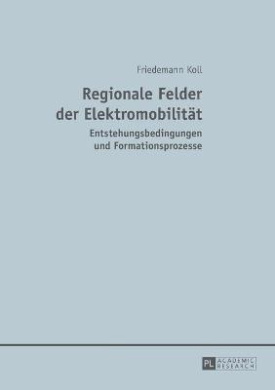 Friedemann Koll
Regionale Felder
der Elektromobilität
Entstehungsbedingungen
und Formationsprozesse
PL ACADEMIC
RESEARCH